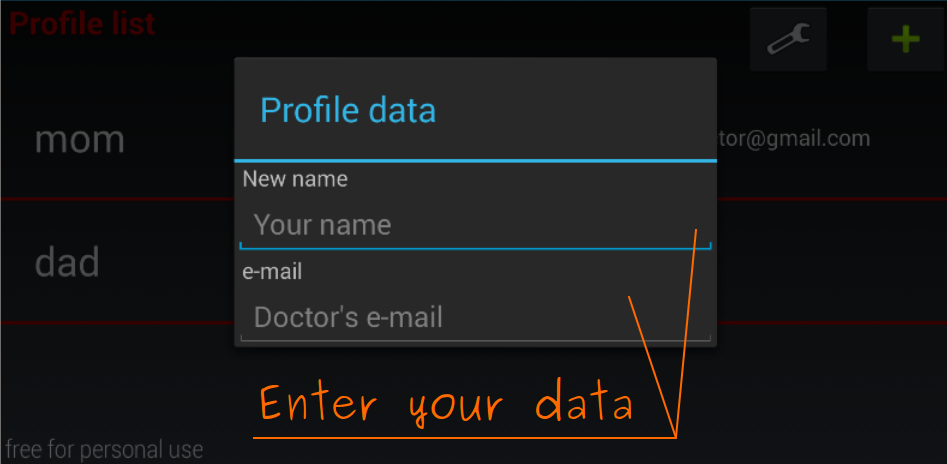 Profile list
Profile data
mom
tor@gmail.com
New name
Your name
dad
e-mail
Doctor's e-mail
Enter your data
free for personal use